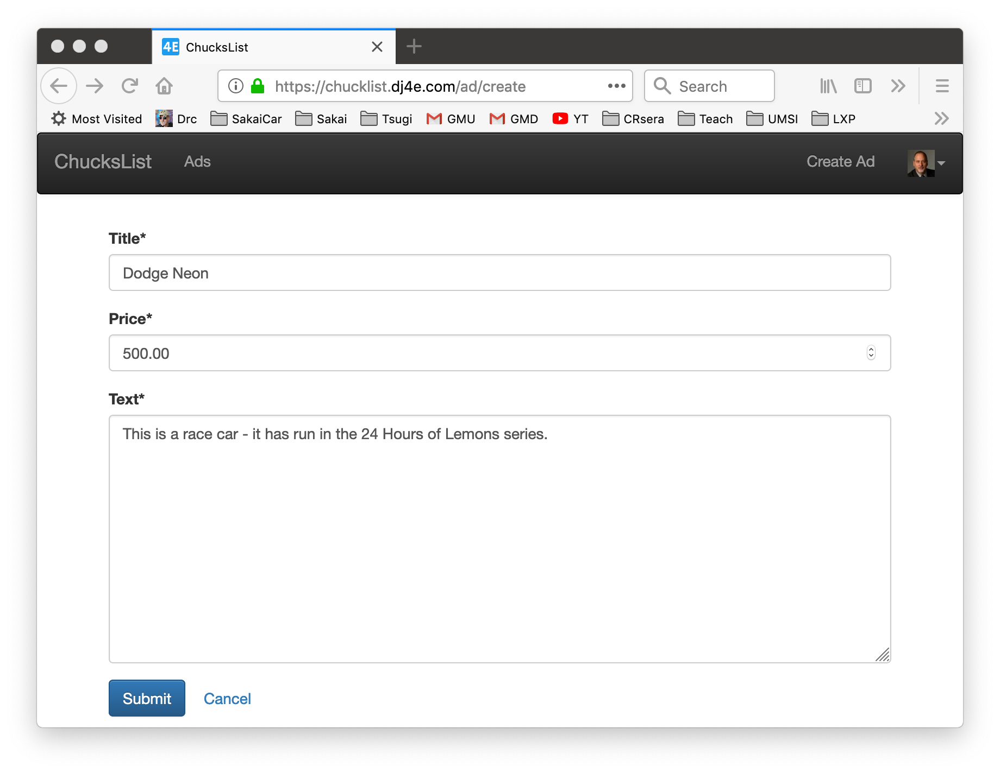 4E ChucksList
https://chucklist.dj4e.com/ad/create Search
Most Visited Drc SakaiCar Sakai Tsugi GMU GMD YT CRsera Teach UMSI LXP
ChucksList Ads Create Ad
Title*
Dodge Neon
Price*
500.00
Text*
This is a race car - it has run in the 24 Hours of Lemons series.
Submit Cancel